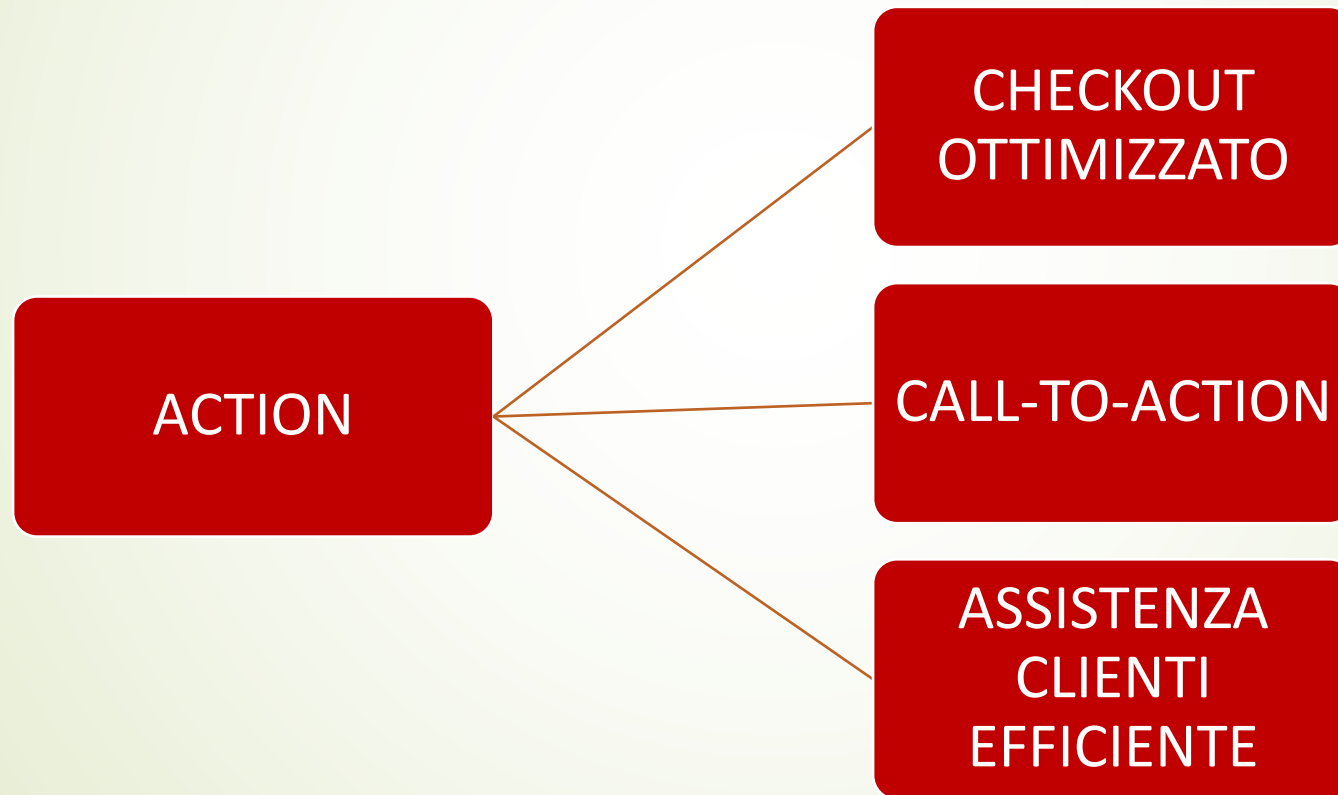 CHECKOUT
OTTIMIZZATO
ACTION
CALL-TO-ACTION
ASSISTENZA
CLIENTI
EFFICIENTE